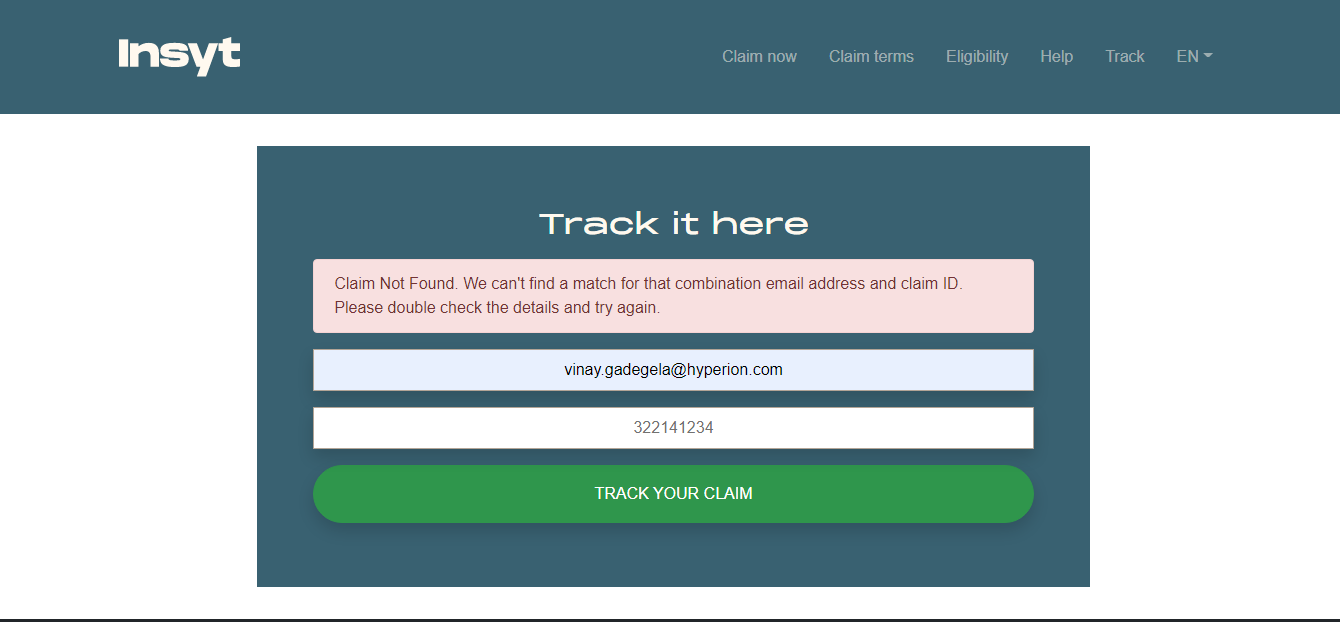 Insyt
Claim now
Claim terms
Eligibility
Help
Track
EN
Track it here
Claim Not Found. We can't find a match for that combination email address and claim ID.
Please double check the details and try again.
vinay.gadegela@hyperion.com
322141234
TRACK YOUR CLAIM